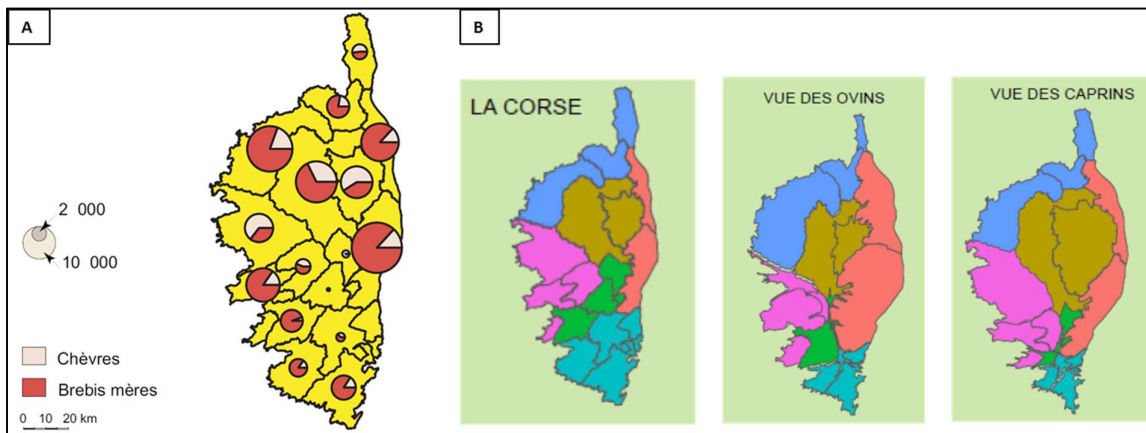 A
2 000
10 000
Chèvres
Brebis mères
0 10 20 km
B
LA CORSE
VUE DES OVINS
VUE DES CAPRINS